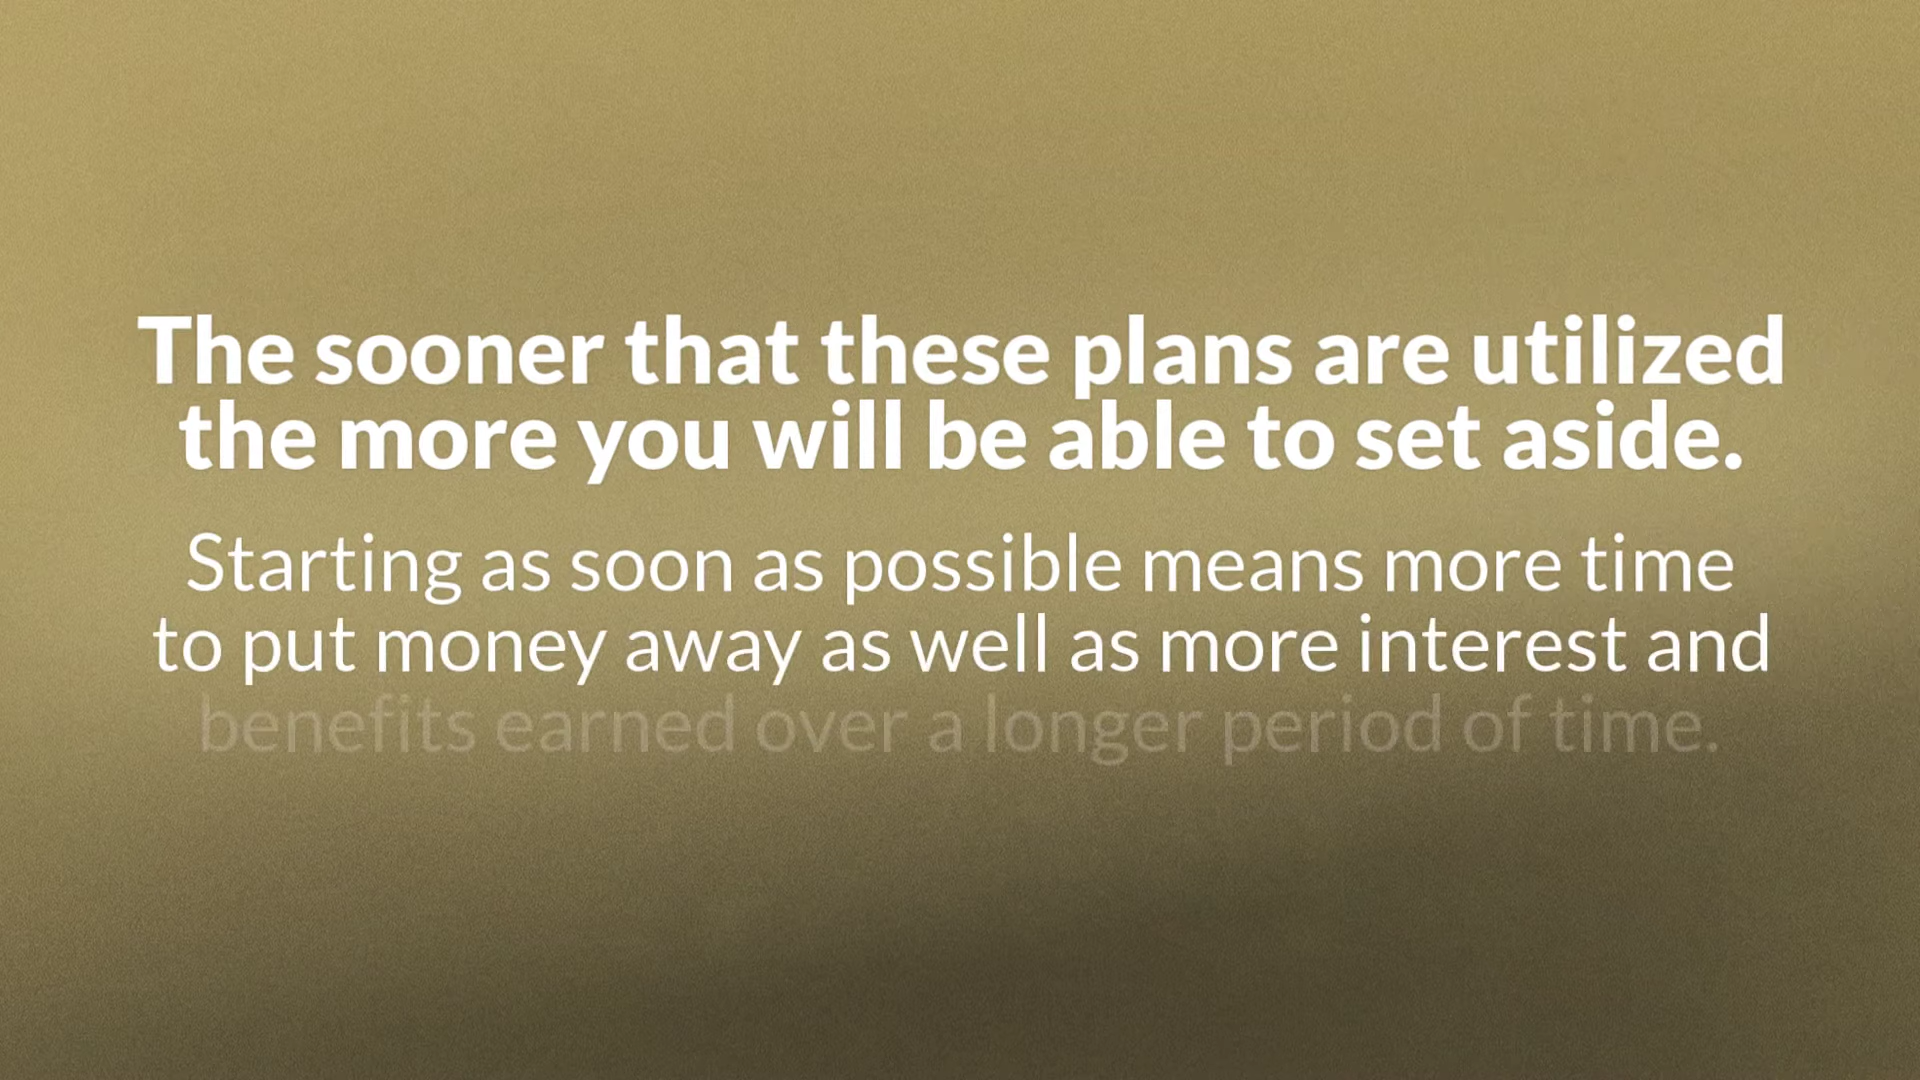 The sooner that these plans are utilized
the more you will be able to set aside.
Starting as soon as possible means more time
to put money away as well as more interest and
benefits earned over a longer period of time.